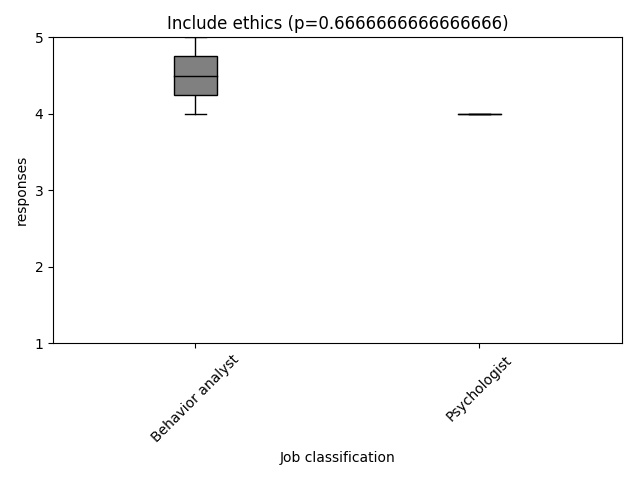 Include ethics (p=0.6666666666666666)
responses
5
4
3
2
1
Behavior analyst
Psychologist
Job classification